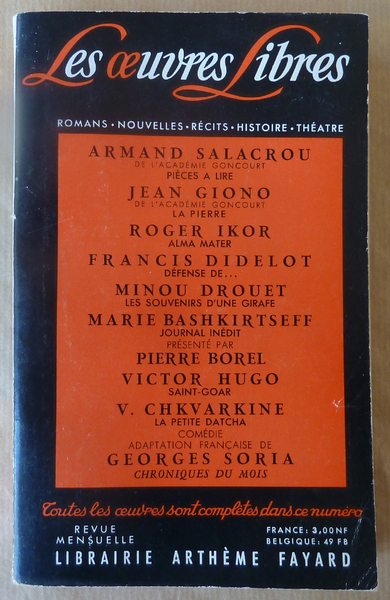 Les œuvres Libres
ROMANS • NOUVELLES • RÉCITS • HISTOIRE • THÉATRE
ARMAND SALACROU
DE L'ACADÉMIE GONCOURT
PIÈCES A LIRE
JEAN GIONO
DE L'ACADÉMIE GONCOURT
LA PIERRE
ROGER IKOR
ALMA MATER
FRANCIS DIDELOT
DÉFENSE DE...
MINOU DROUET
LES SOUVENIRS D'UNE GIRAFE
MARIE BASHKIRTSEFF
JOURNAL INÉDIT
PRÉSENTÉ PAR
PIERRE BOREL
VICTOR HUGO
SAINT-GOAR
V. CHKVARKINE
LA PETITE DATCHA
COMÉDIE
ADAPTATION FRANÇAISE DE
GEORGES SORIA
CHRONIQUES DU MOIS
Toutes les œuvres sont complètes dans ce numéro
REVUE MENSUELLE
FRANCE: 3,00NF
BELGIQUE: 49 FB
LIBRAIRIE ARTHÈME FAYARD